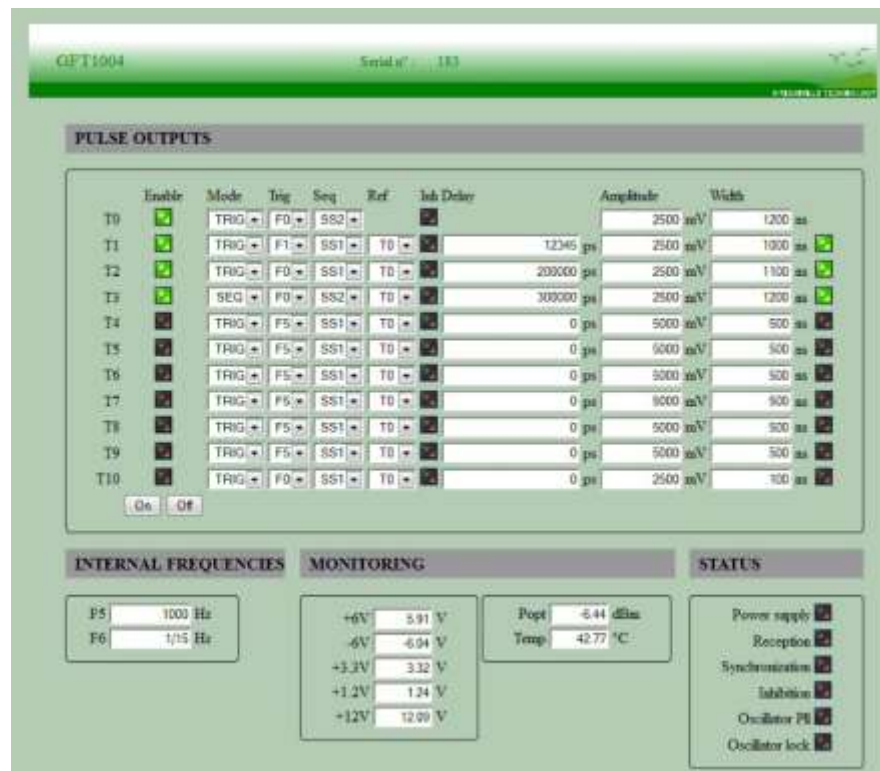 GFT1004 Serial n° : 183
GREENFIELD TECHNOLOGY
PULSE OUTPUTS
Enable Mode Trig Seq Ref Inh Delay Amplitude Width
T0 TRIG F0 SS2 2500 mV 1200 ns
T1 TRIG F1 SS1 T0 12345 ps 2500 mV 1000 ns
T2 TRIG F0 SS1 T0 200000 ps 2500 mV 1100 ns
T3 SEQ F0 SS2 T0 300000 ps 2500 mV 1200 ns
T4 TRIG F5 SS1 T0 0 ps 5000 mV 500 ns
T5 TRIG F5 SS1 T0 0 ps 5000 mV 500 ns
T6 TRIG F5 SS1 T0 0 ps 5000 mV 500 ns
T7 TRIG F5 SS1 T0 0 ps 5000 mV 500 ns
T8 TRIG F5 SS1 T0 0 ps 5000 mV 500 ns
T9 TRIG F5 SS1 T0 0 ps 5000 mV 500 ns
T10 TRIG F0 SS1 T0 0 ps 2500 mV 100 ns
On Off
INTERNAL FREQUENCIES MONITORING STATUS
F5 1000 Hz
F6 1/15 Hz
+6V 5.91 V
-6V -6.04 V
+3.3V 3.32 V
+1.2V 1.24 V
+12V 12.09 V
Popt -6.44 dBm
Temp 42.77 °C
Power supply
Reception
Synchronization
Inhibition
Oscillator Pll
Oscillator lock